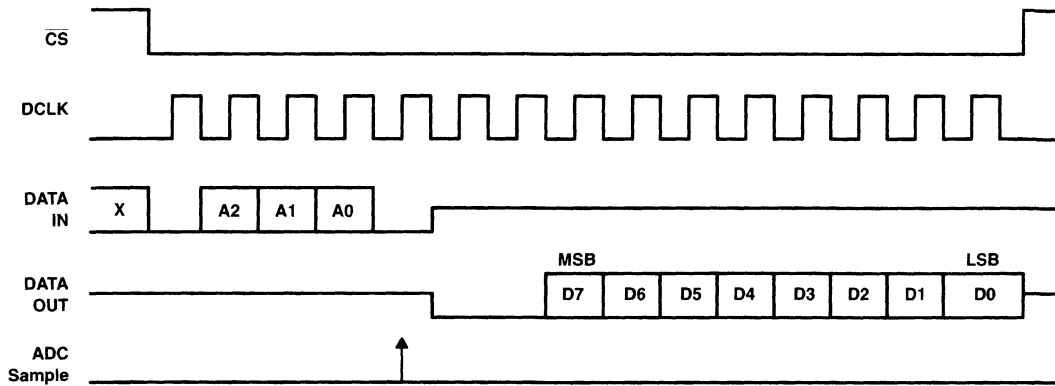 CS
DCLK
DATA
IN
X
A2 A1 A0
MSB LSB
DATA
OUT
D7 D6 D5 D4 D3 D2 D1 D0
ADC
Sample